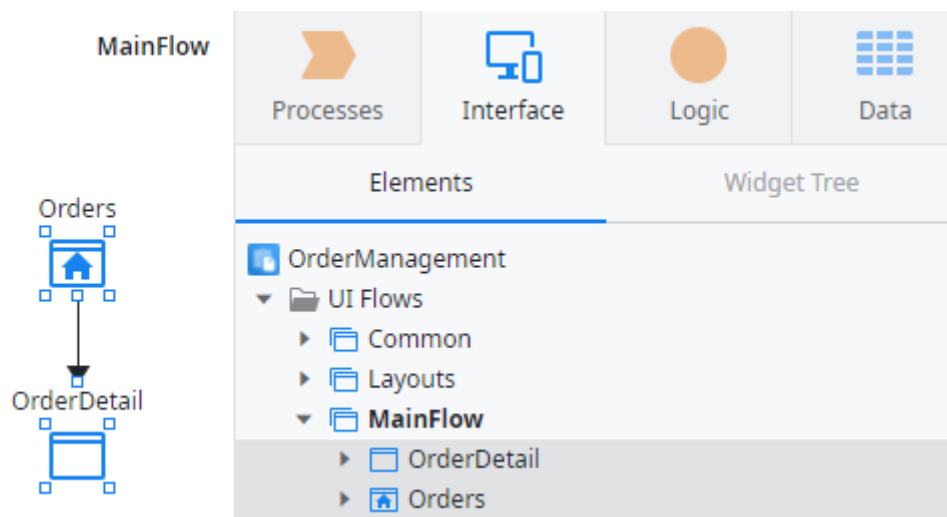 MainFlow
Orders
OrderDetail
Processes
Interface
Logic
Data
Elements
Widget Tree
OrderManagement
UI Flows
Common
Layouts
MainFlow
OrderDetail
Orders